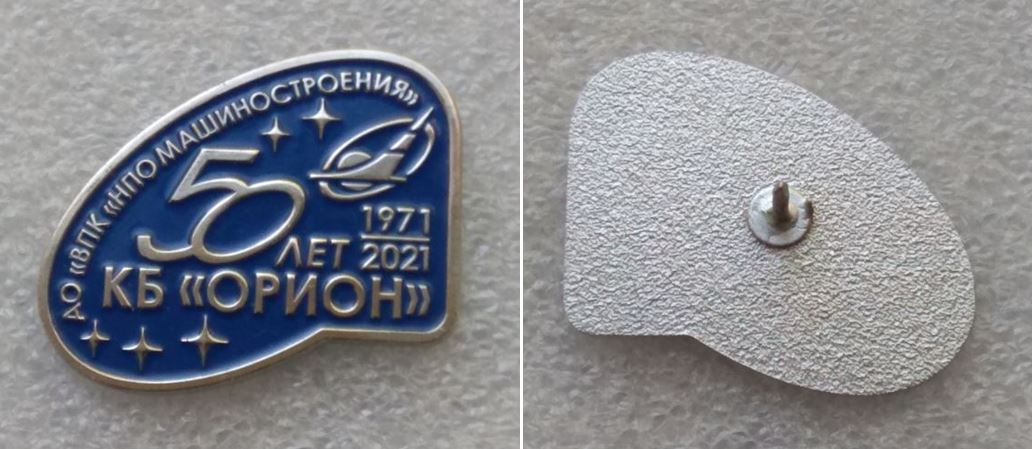 АО «ВПК «НПО МАШИНОСТРОЕНИЯ»
50
ЛЕТ
1971
2021
КБ «ОРИОН»